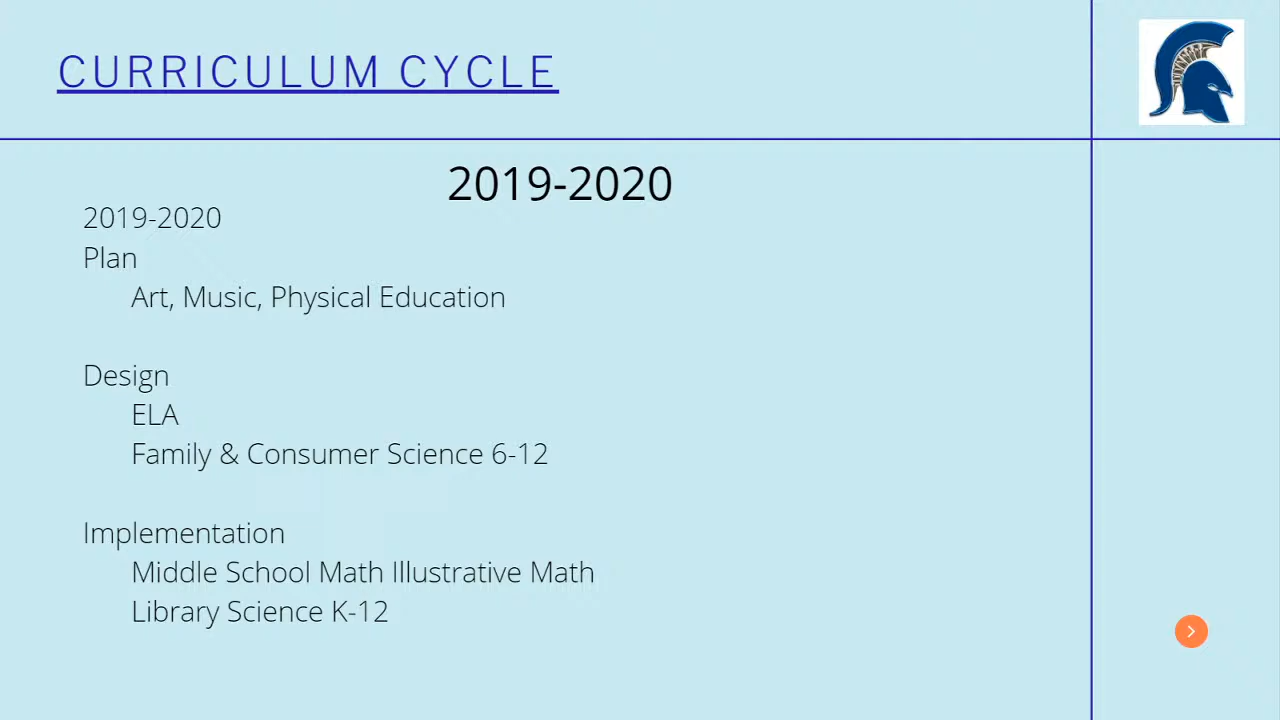 CURRICULUM CYCLE
2019-2020
2019-2020
Plan
Art, Music, Physical Education
Design
ELA
Family & Consumer Science 6-12
Implementation
Middle School Math Illustrative Math
Library Science K-12